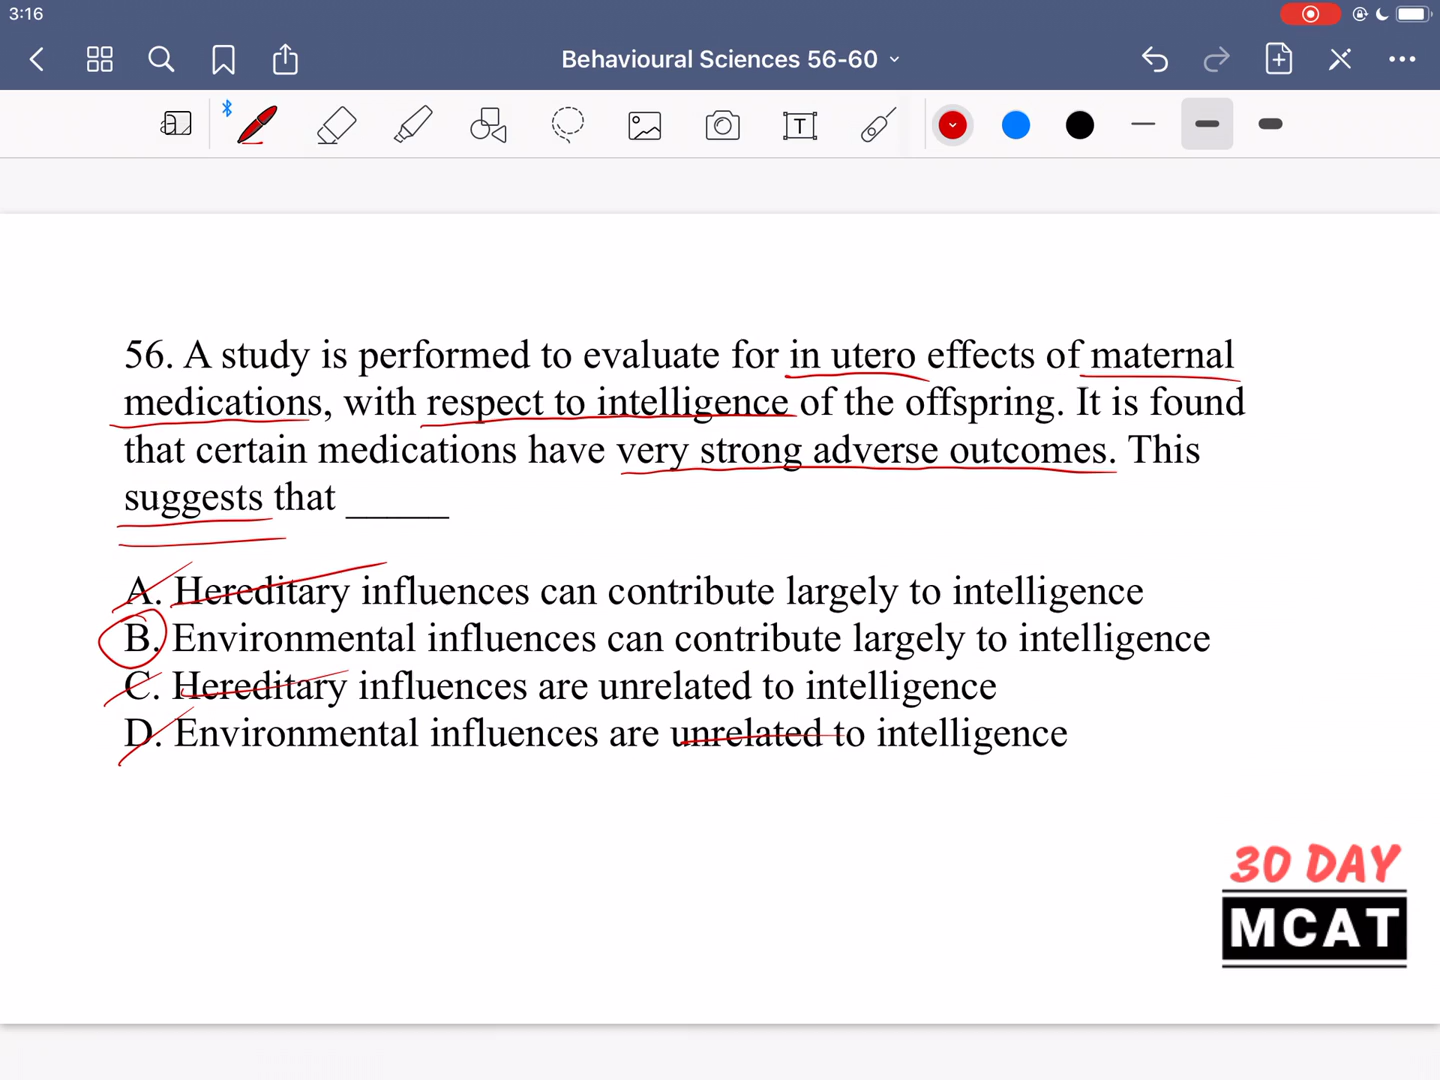 3:16
Behavioural Sciences 56-60
T
56. A study is performed to evaluate for in utero effects of maternal
medications, with respect to intelligence of the offspring. It is found
that certain medications have very strong adverse outcomes. This
suggests that _____
A. Hereditary influences can contribute largely to intelligence
B. Environmental influences can contribute largely to intelligence
C. Hereditary influences are unrelated to intelligence
D. Environmental influences are unrelated to intelligence
30 DAY
MCAT